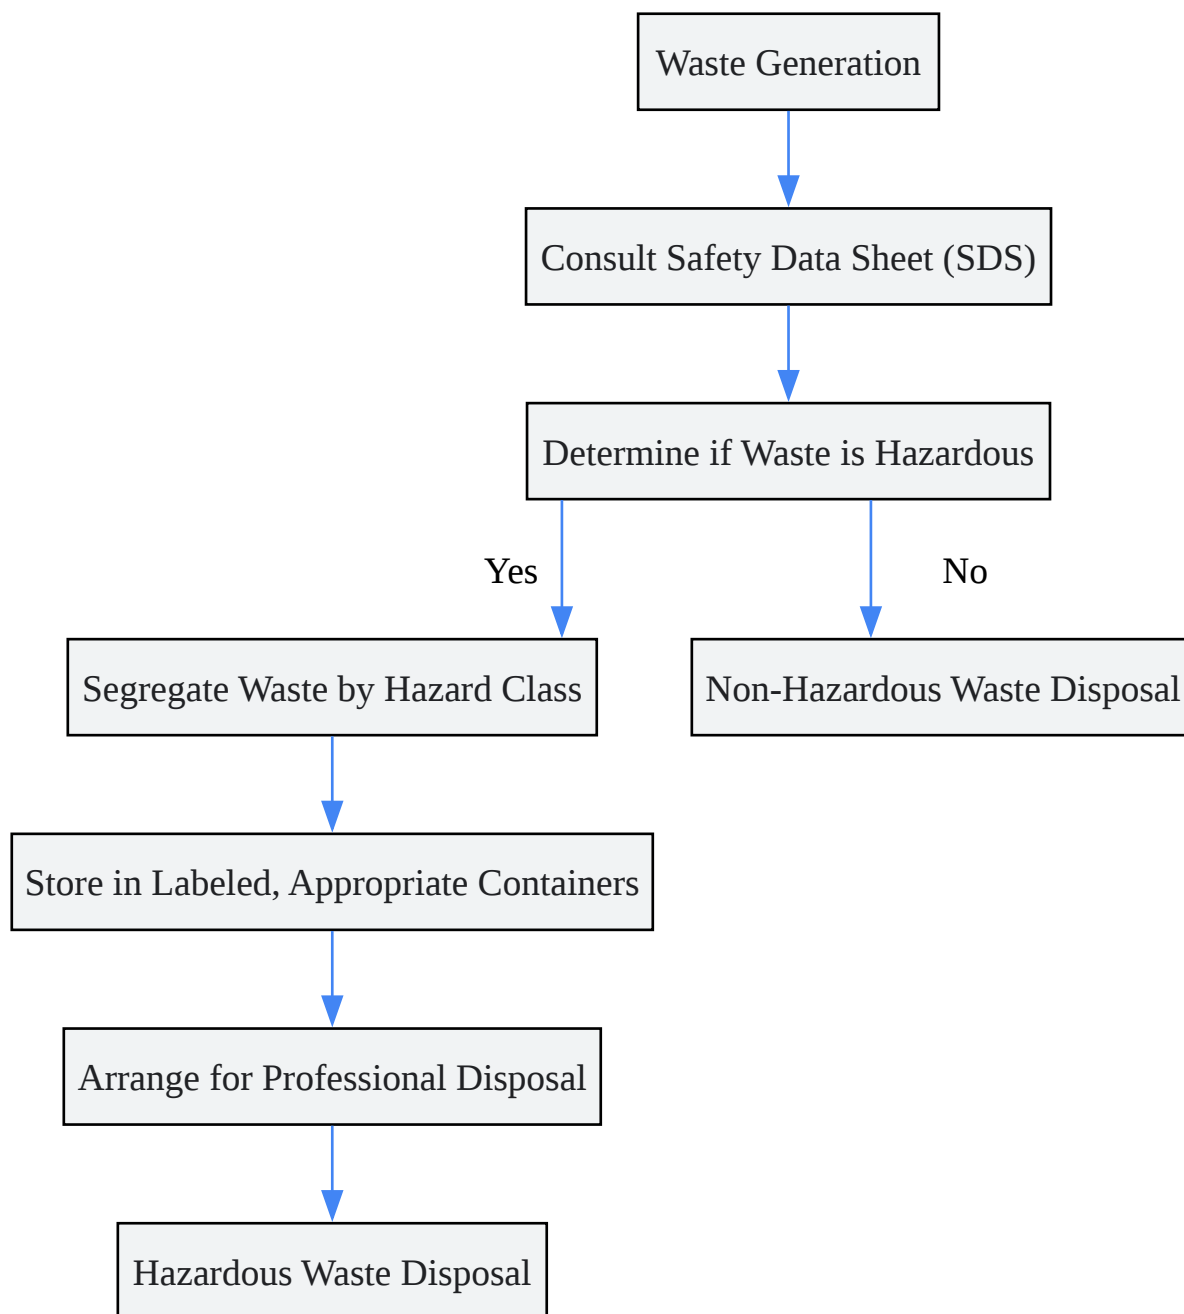 Waste Generation
Consult Safety Data Sheet (SDS)
Determine if Waste is Hazardous
Yes
No
Segregate Waste by Hazard Class
Non-Hazardous Waste Disposal
Store in Labeled, Appropriate Containers
Arrange for Professional Disposal
Hazardous Waste Disposal